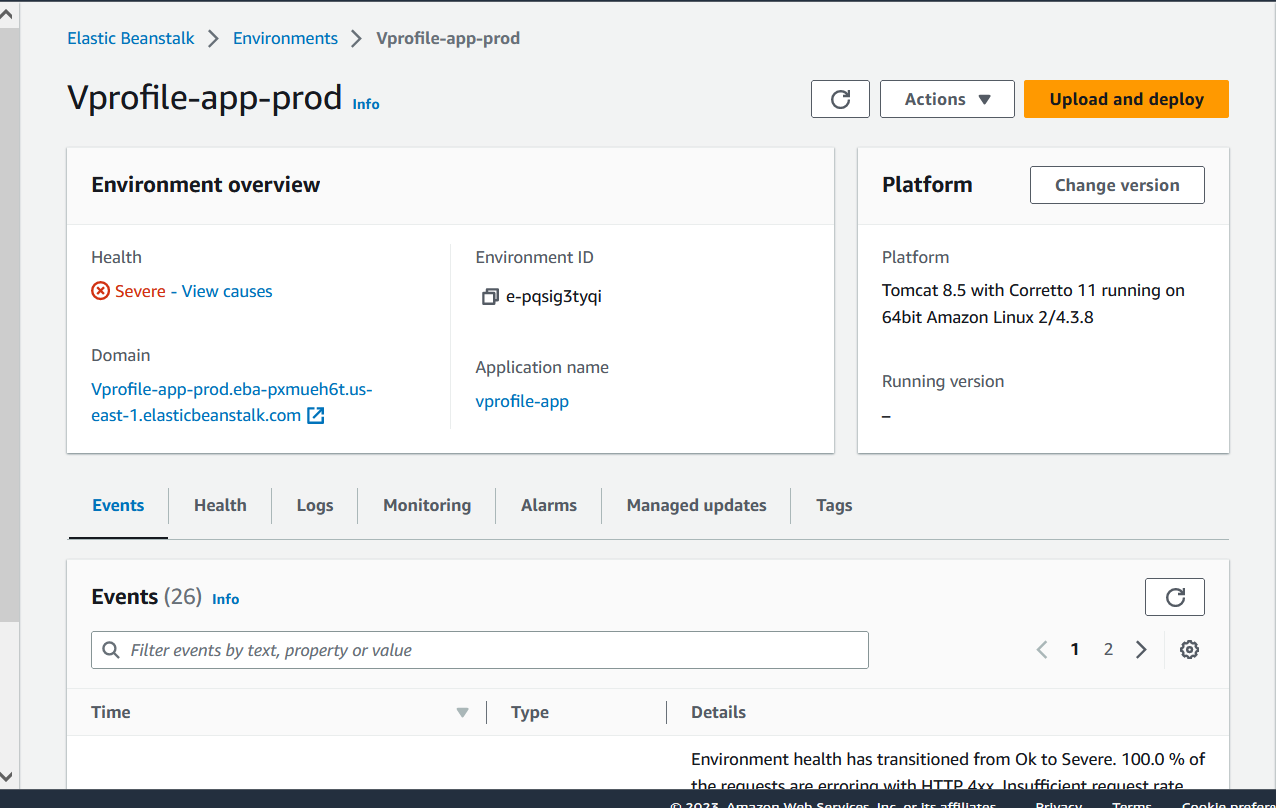 Elastic Beanstalk > Environments > Vprofile-app-prod
Vprofile-app-prod Info
Actions
Upload and deploy
Environment overview
Health
Severe - View causes
Domain
Vprofile-app-prod.eba-pxmueh6t.us-
east-1.elasticbeanstalk.com
Environment ID
e-pqsig3tyqi
Application name
vprofile-app
Platform
Change version
Platform
Tomcat 8.5 with Corretto 11 running on
64bit Amazon Linux 2/4.3.8
Running version
–
Events Health Logs Monitoring Alarms Managed updates Tags
Events (26) Info
Filter events by text, property or value
1 2
Time Type Details
Environment health has transitioned from Ok to Severe. 100.0 % of
the requests are erroring with HTTP 4xx. Insufficient request rate
© 2023, Amazon Web Services, Inc. or its affiliates. Privacy Terms Cookie prefere